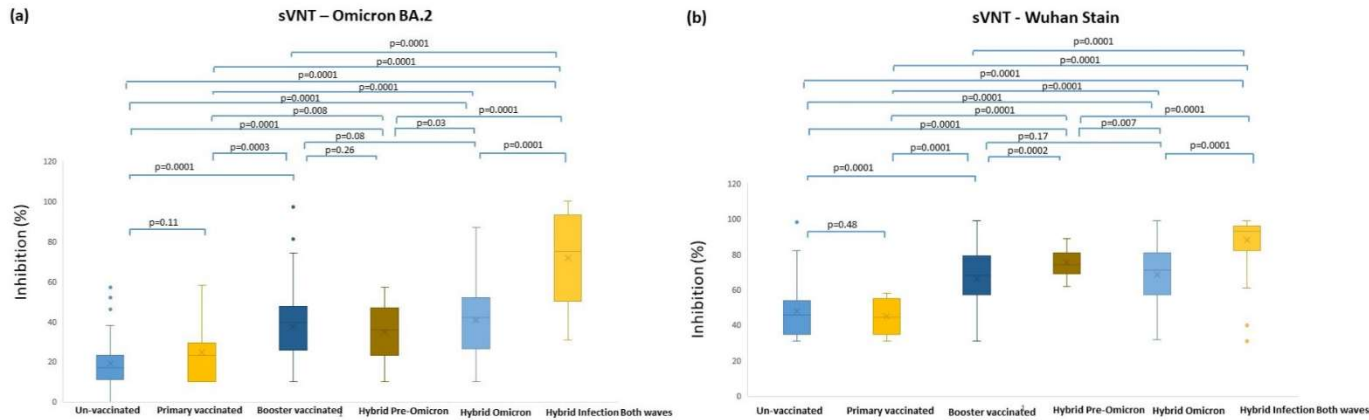 (a)
sVNT – Omicron BA.2
p=0.0001
p=0.0001
p=0.0001
p=0.0001
p=0.0001
p=0.008
p=0.0001
p=0.0001
p=0.03
p=0.08
p=0.0003
p=0.26
p=0.0001
p=0.0001
p=0.11
Inhibition (%)
120
100
80
60
40
20
0
Un-vaccinated Primary vaccinated Booster vaccinated Hybrid Pre-Omicron Hybrid Omicron Hybrid Infection Both waves
(b)
sVNT - Wuhan Stain
p=0.0001
p=0.0001
p=0.0001
p=0.0001
p=0.0001
p=0.0001
p=0.0001
p=0.0001
p=0.007
p=0.17
p=0.0001
p=0.0002
p=0.0001
p=0.0001
p=0.48
Inhibition (%)
120
100
80
60
40
20
0
Un-vaccinated Primary vaccinated Booster vaccinated Hybrid Pre-Omicron Hybrid Omicron Hybrid Infection Both waves